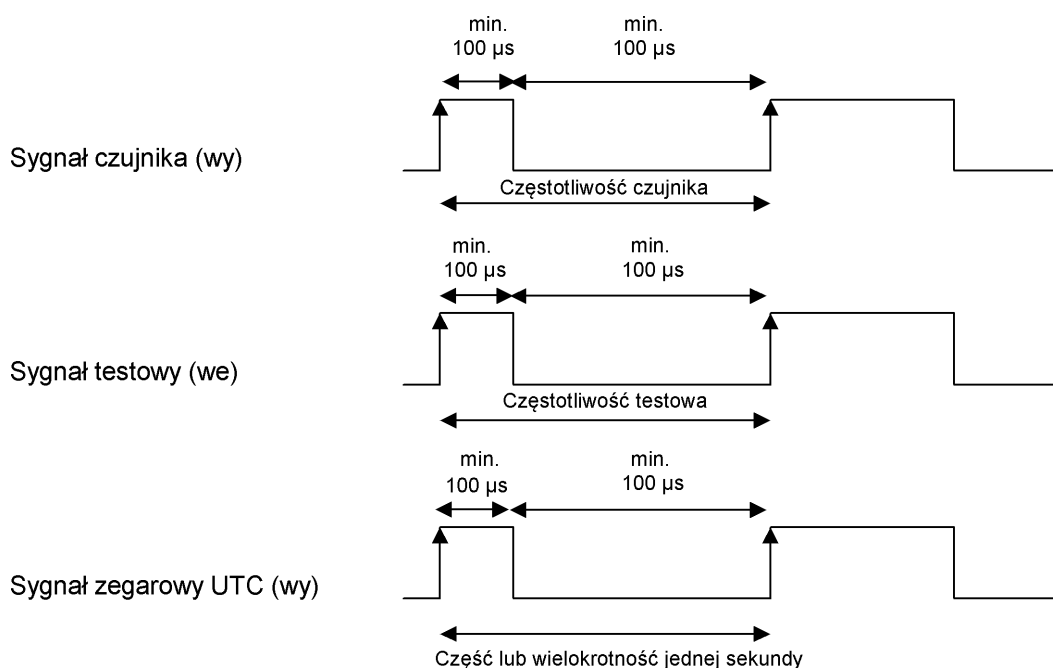 min.
100 µs
min.
100 µs
Sygnał czujnika (wy)
Częstotliwość czujnika
min.
100 µs
min.
100 µs
Sygnał testowy (we)
Częstotliwość testowa
min.
100 µs
min.
100 µs
Sygnał zegarowy UTC (wy)
Część lub wielokrotność jednej sekundy